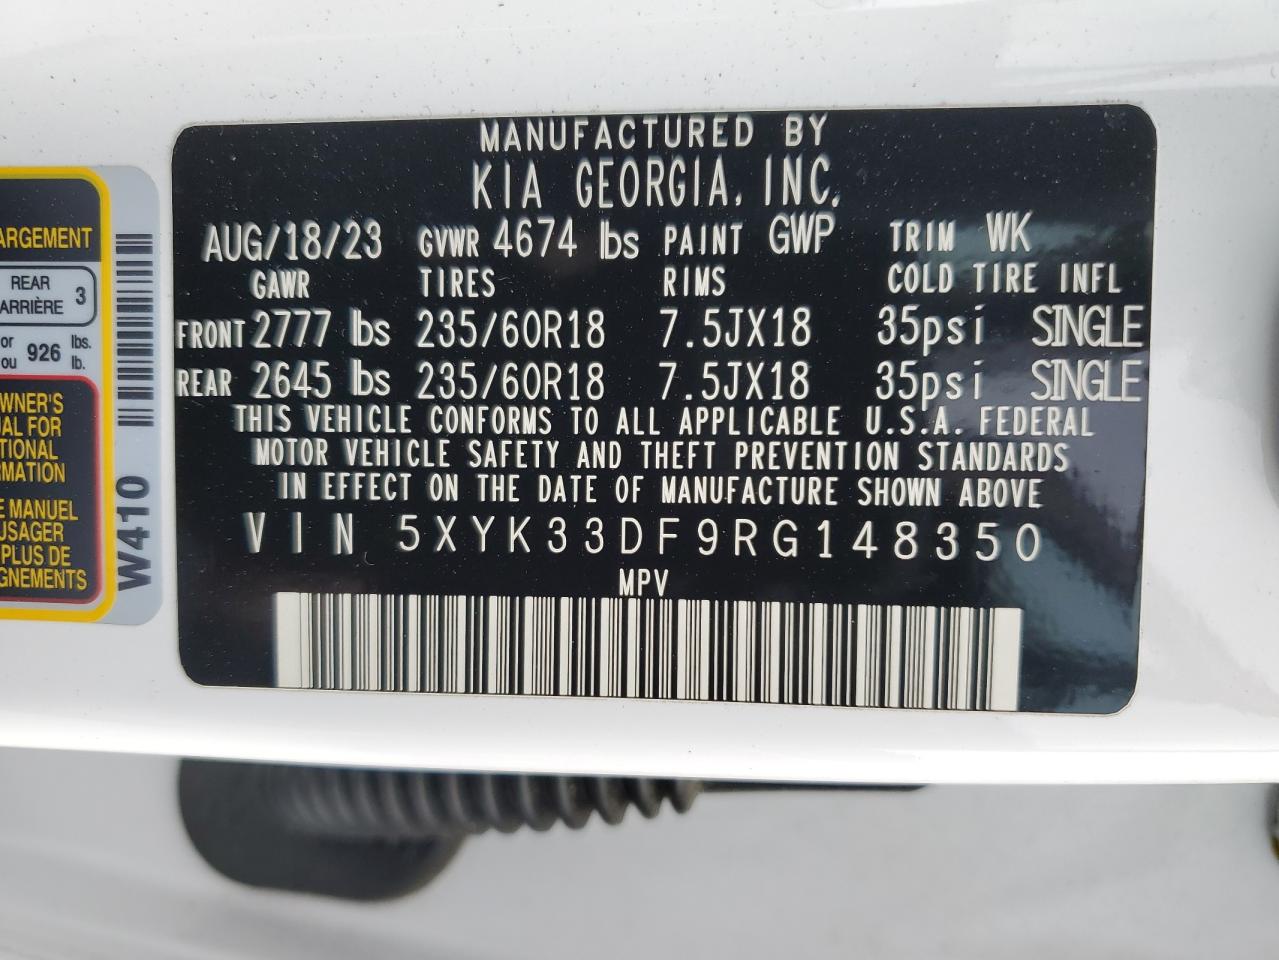 MANUFACTURED BY
KIA GEORGIA, INC.
AUG/18/23 GVWR 4674 lbs PAINT GWP TRIM WK
GAWR TIRES RIMS COLD TIRE INFL
FRONT 2777 lbs 235/60R18 7.5JX18 35psi SINGLE
REAR 2645 lbs 235/60R18 7.5JX18 35psi SINGLE
THIS VEHICLE CONFORMS TO ALL APPLICABLE U.S.A. FEDERAL
MOTOR VEHICLE SAFETY AND THEFT PREVENTION STANDARDS
IN EFFECT ON THE DATE OF MANUFACTURE SHOWN ABOVE
VIN 5XYK33DF9RG148350
MPV
ARGEMENT
REAR
ARRIÈRE 3
or 926 lbs.
ou lb.
WNER'S
UAL FOR
TIONAL
RMATION
E MANUEL
USAGER
PLUS DE
GNEMENTS
W410